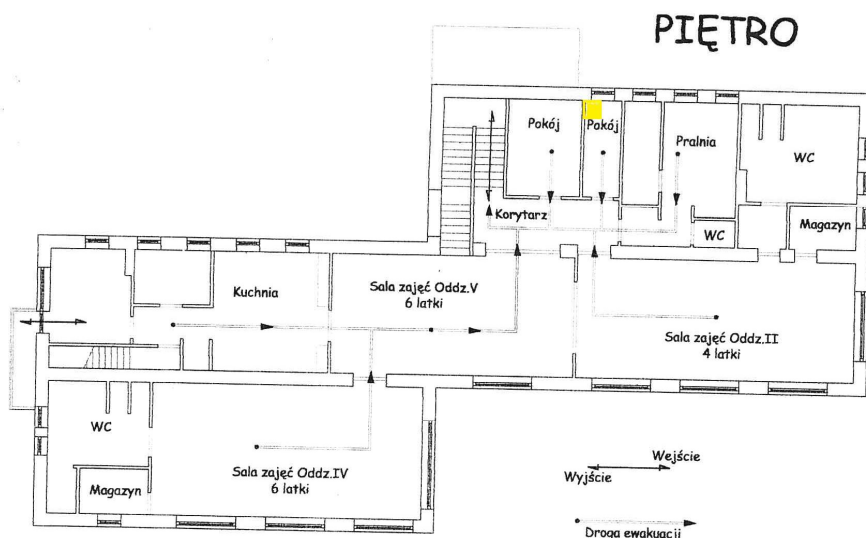 PIĘTRO
Pokój
Pokój
Pralnia
WC
Korytarz
WC
Magazyn
Kuchnia
Sala zajęć Oddz.V
6 latki
Sala zajęć Oddz.II
4 latki
WC
Sala zajęć Oddz.IV
6 latki
Magazyn
Wejście
Wyjście
Droga ewakuacji